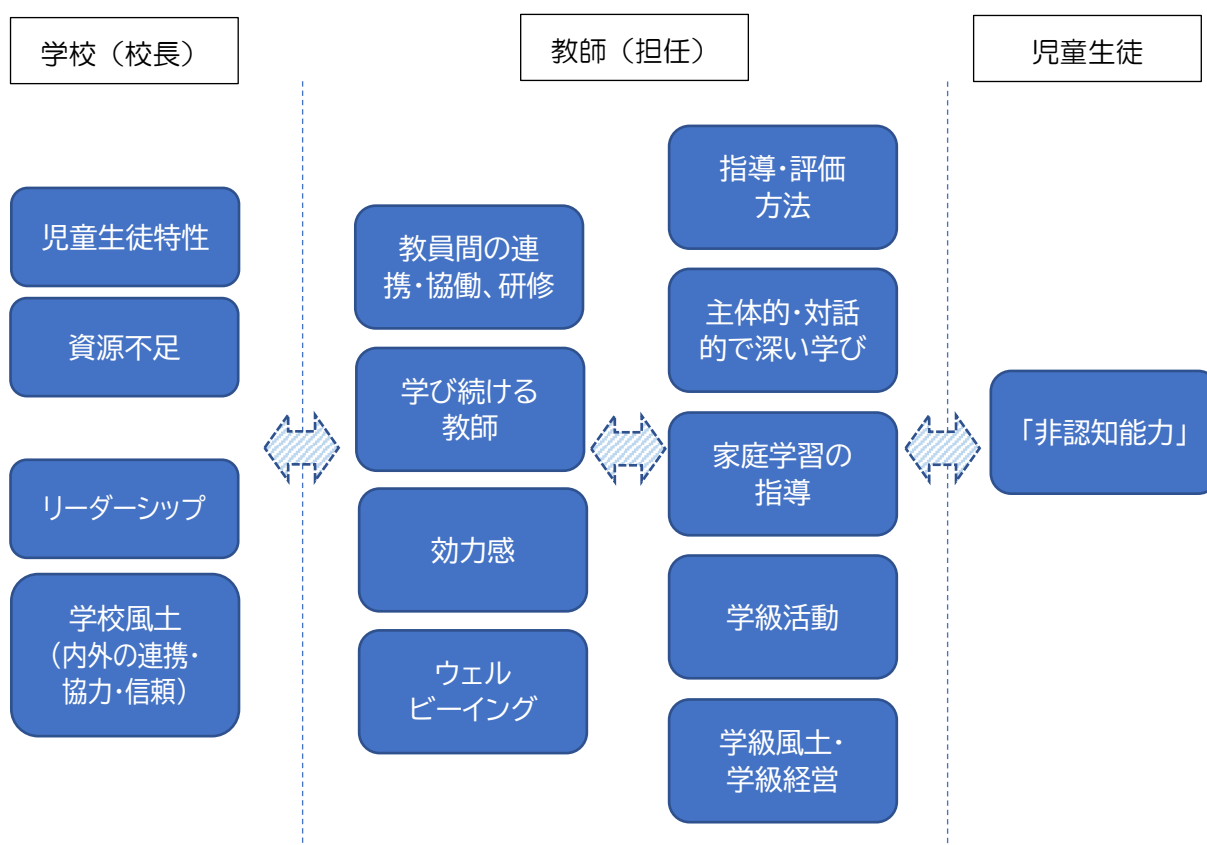 学校（校長）
教師（担任）
児童生徒
児童生徒特性
資源不足
リーダーシップ
学校風土
（内外の連携・
協力・信頼）
教員間の連
携・協働、研修
学び続ける
教師
効力感
ウェル
ビーイング
指導・評価
方法
主体的・対話
的で深い学び
家庭学習の
指導
学級活動
学級風土・
学級経営
「非認知能力」